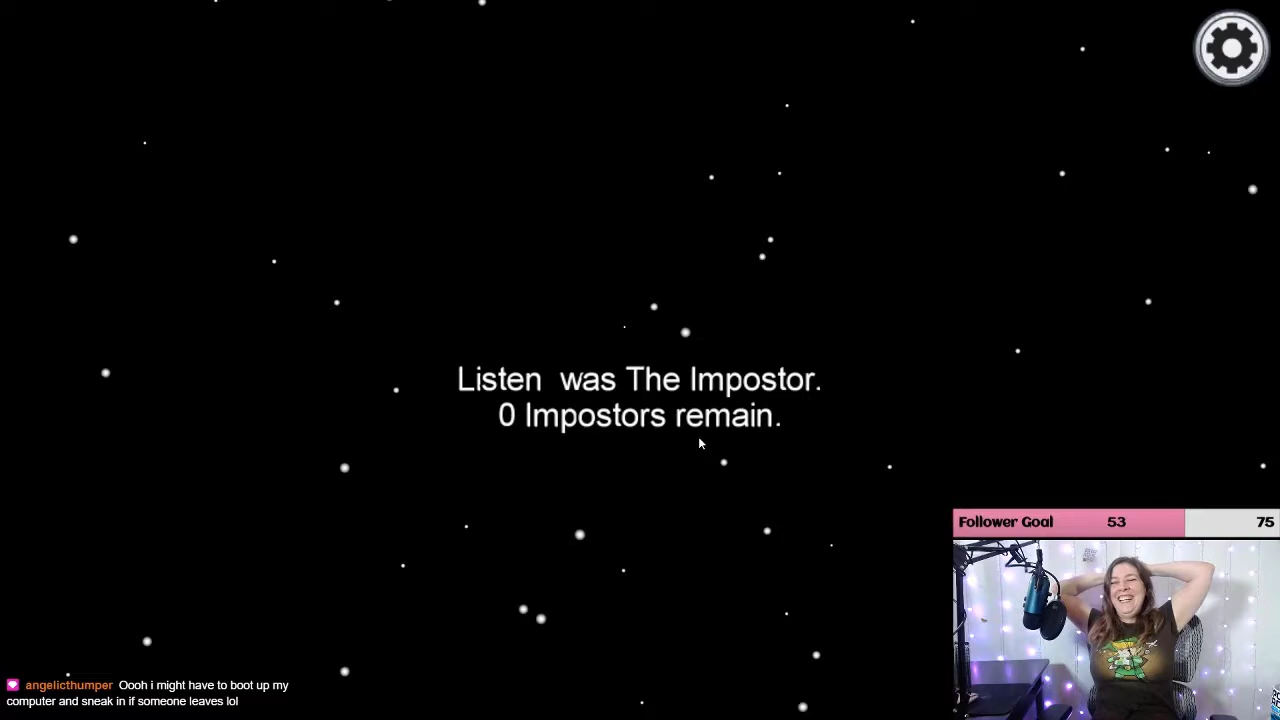 Listen  was The Impostor.
0 Impostors remain.
Follower Goal 53 75
angelicthumper Oooh i might have to boot up my
computer and sneak in if someone leaves lol